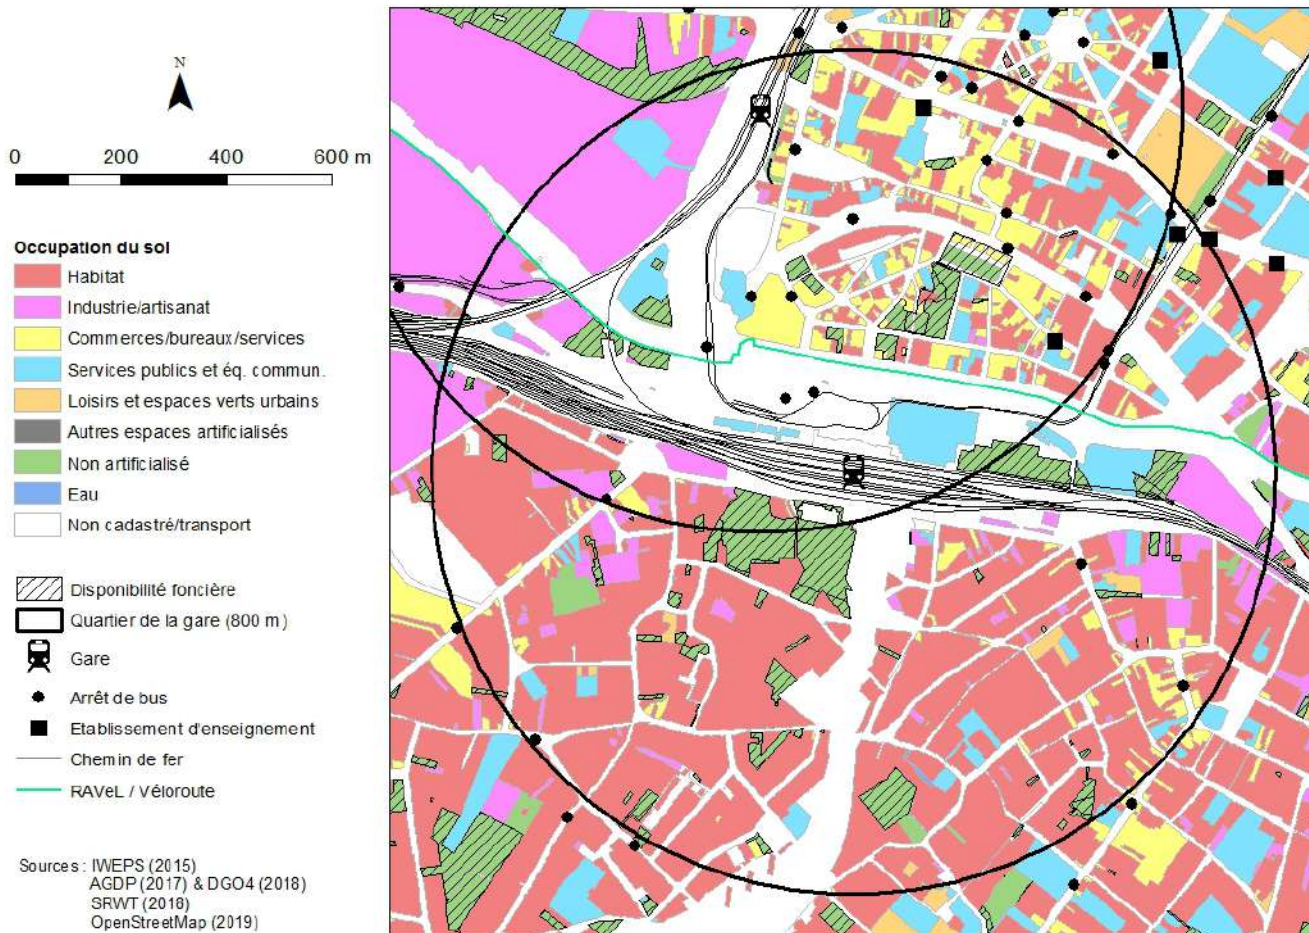 N
0 200 400 600 m
Occupation du sol
Habitat
Industrie/artisanat
Commerces/bureaux/services
Services publics et éq. commun.
Loisirs et espaces verts urbains
Autres espaces artificialisés
Non artificialisé
Eau
Non cadastré/transport
Disponibilité foncière
Quartier de la gare (800 m)
Gare
Arrêt de bus
Etablissement d'enseignement
Chemin de fer
RAVeL / Véloroute
Sources : IWEPS (2015)
AGDP (2017) & DGO4 (2018)
SRWT (2018)
OpenStreetMap (2019)